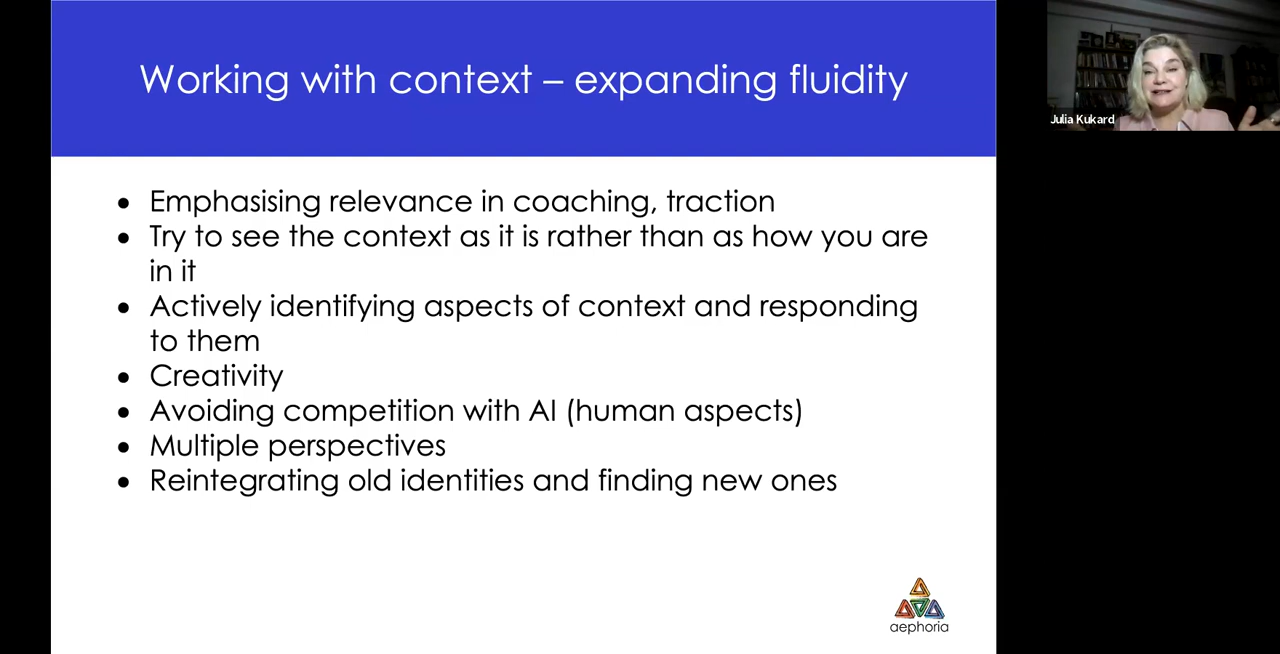 Working with context – expanding fluidity
Julia Kukard
• Emphasising relevance in coaching, traction
• Try to see the context as it is rather than as how you are
in it
• Actively identifying aspects of context and responding
to them
• Creativity
• Avoiding competition with AI (human aspects)
• Multiple perspectives
• Reintegrating old identities and finding new ones
aephoria